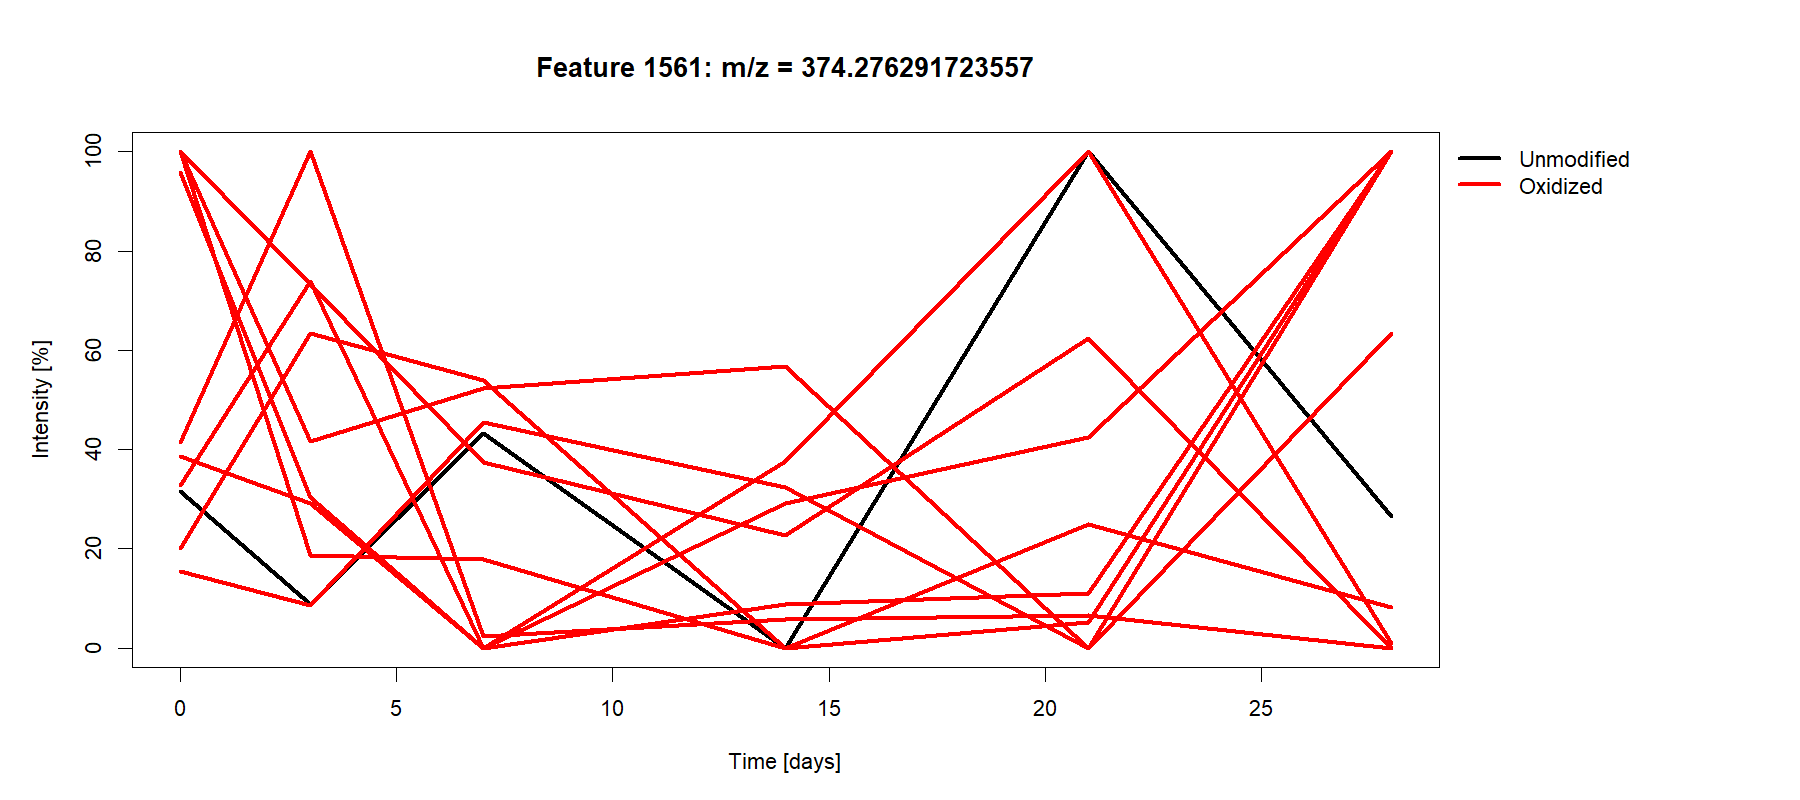 Feature 1561: m/z = 374.276291723557
Unmodified
Oxidized
Intensity [%]
100
80
60
40
20
0
0 5 10 15 20 25
Time [days]